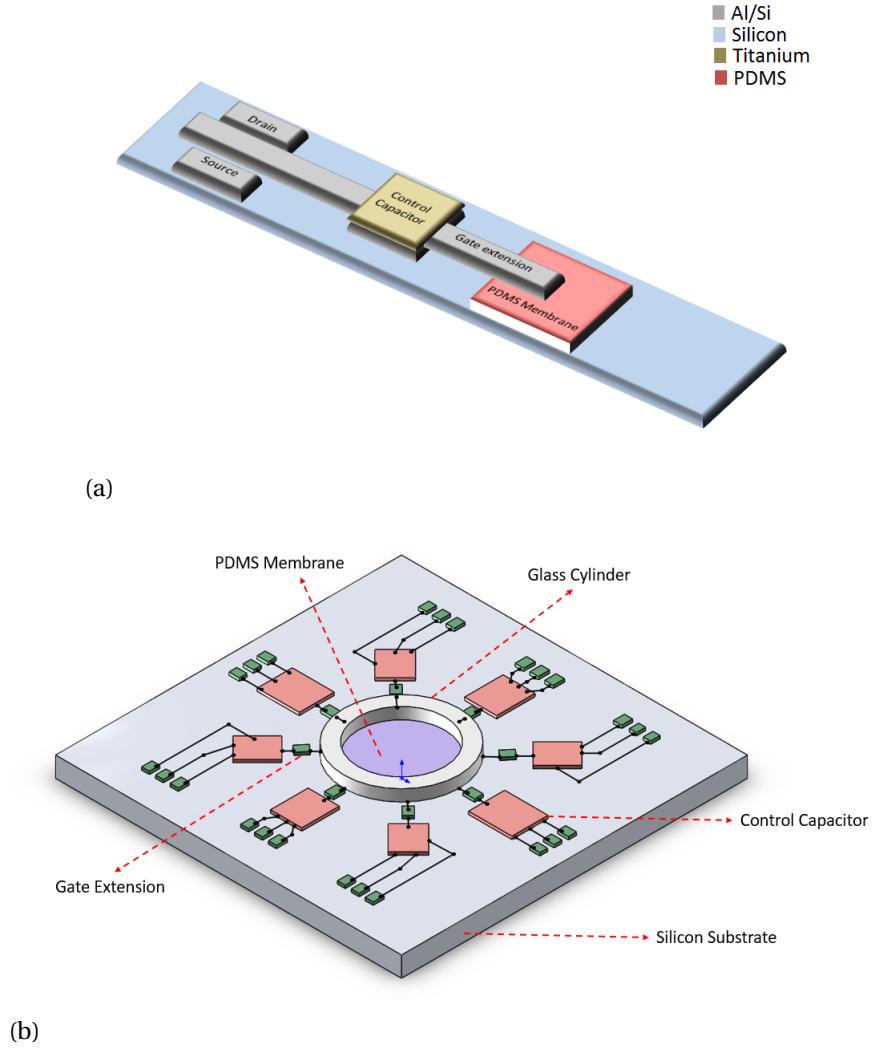 Al/Si
Silicon
Titanium
PDMS
Drain
Source
Control
Capacitor
Gate extension
PDMS Membrane
(a)
PDMS Membrane
Glass Cylinder
Control Capacitor
Gate Extension
Silicon Substrate
(b)